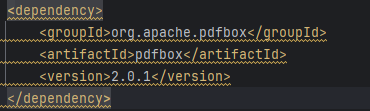 <dependency>
    <groupId>org.apache.pdfbox</groupId>
    <artifactId>pdfbox</artifactId>
    <version>2.0.1</version>
</dependency>